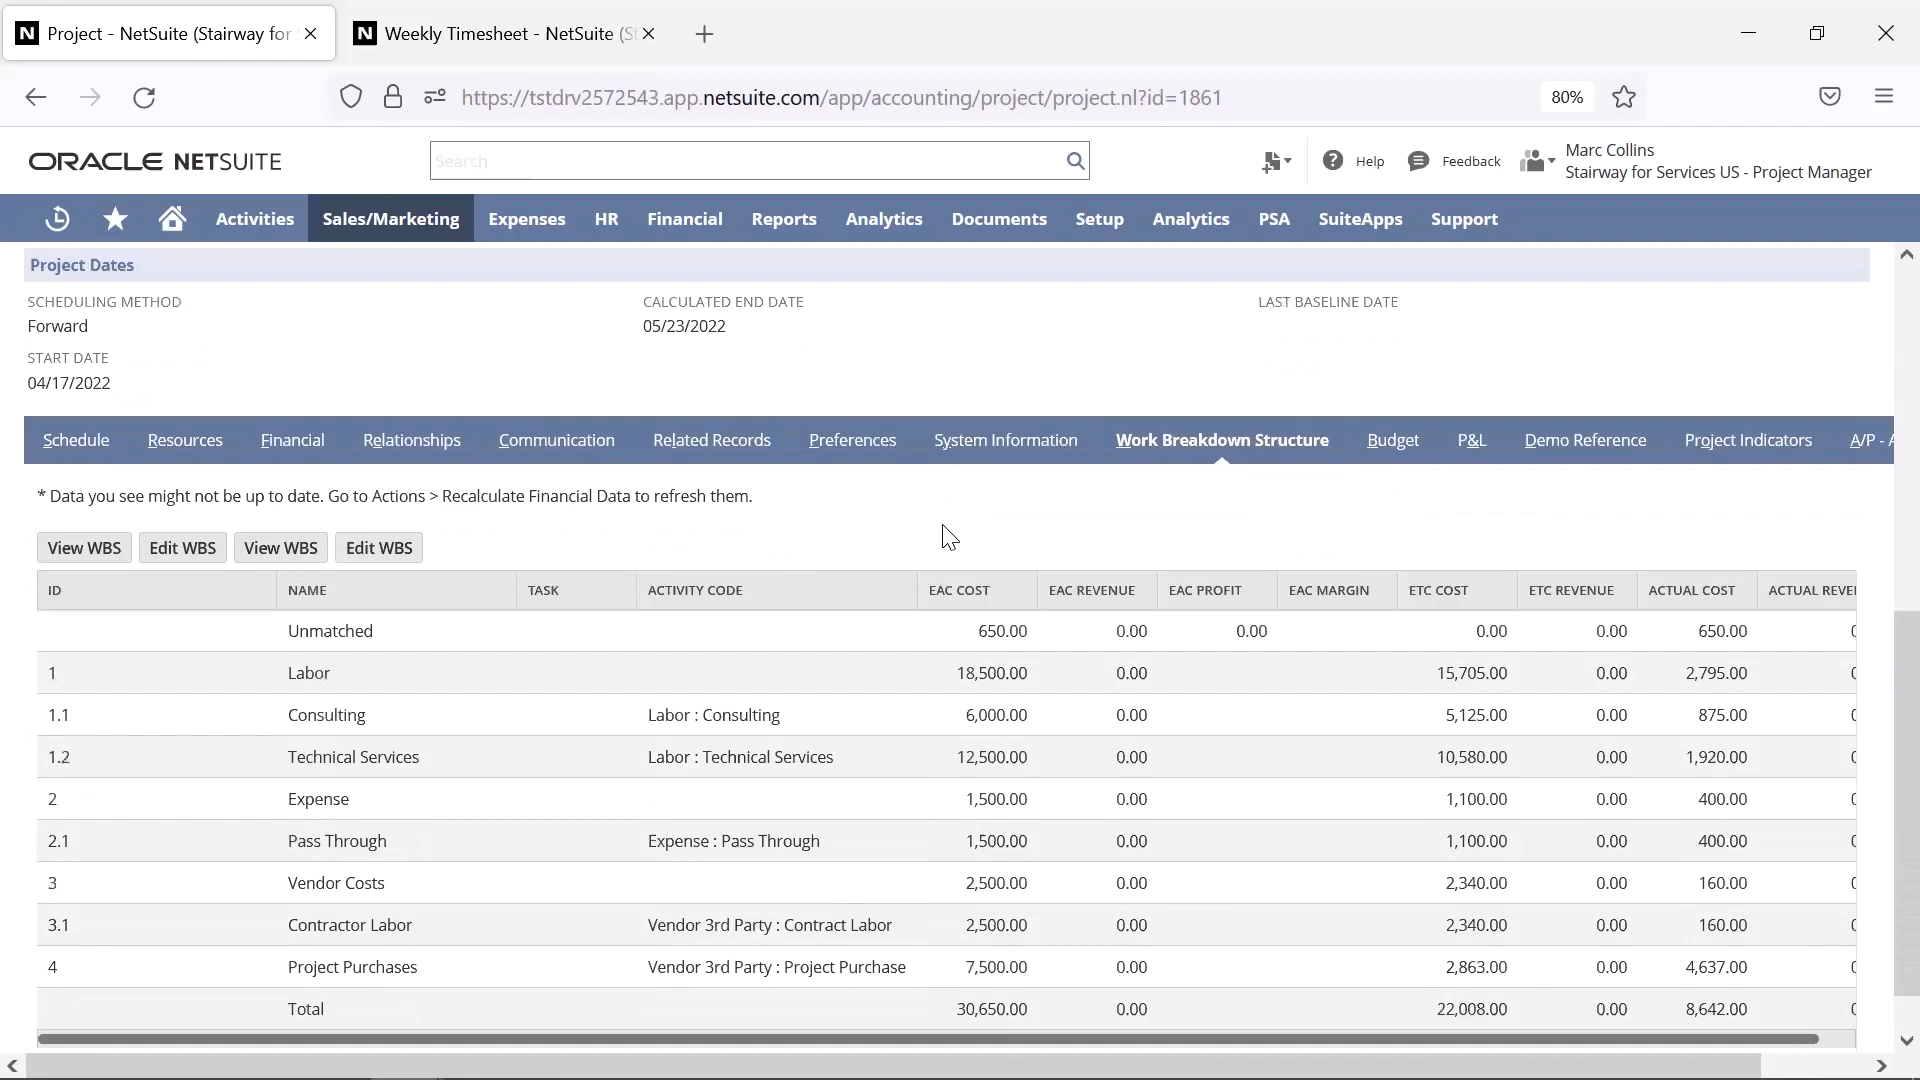 Project - NetSuite (Stairway for
Weekly Timesheet - NetSuite (St
https://tstdrv2572543.app.netsuite.com/app/accounting/project/project.nl?id=1861
80%
ORACLE NETSUITE
Search
Help
Feedback
Marc Collins
Stairway for Services US - Project Manager
Activities Sales/Marketing Expenses HR Financial Reports Analytics Documents Setup Analytics PSA SuiteApps Support
Project Dates
SCHEDULING METHOD CALCULATED END DATE LAST BASELINE DATE
Forward 05/23/2022
START DATE
04/17/2022
Schedule Resources Financial Relationships Communication Related Records Preferences System Information Work Breakdown Structure Budget P&L Demo Reference Project Indicators A/P - A
* Data you see might not be up to date. Go to Actions > Recalculate Financial Data to refresh them.
View WBS Edit WBS View WBS Edit WBS
ID NAME TASK ACTIVITY CODE EAC COST EAC REVENUE EAC PROFIT EAC MARGIN ETC COST ETC REVENUE ACTUAL COST ACTUAL REVE
Unmatched 650.00 0.00 0.00 0.00 0.00 650.00 0
1 Labor 18,500.00 0.00 15,705.00 0.00 2,795.00 0
1.1 Consulting Labor : Consulting 6,000.00 0.00 5,125.00 0.00 875.00 0
1.2 Technical Services Labor : Technical Services 12,500.00 0.00 10,580.00 0.00 1,920.00 0
2 Expense 1,500.00 0.00 1,100.00 0.00 400.00 0
2.1 Pass Through Expense : Pass Through 1,500.00 0.00 1,100.00 0.00 400.00 0
3 Vendor Costs 2,500.00 0.00 2,340.00 0.00 160.00 0
3.1 Contractor Labor Vendor 3rd Party : Contract Labor 2,500.00 0.00 2,340.00 0.00 160.00 0
4 Project Purchases Vendor 3rd Party : Project Purchase 7,500.00 0.00 2,863.00 0.00 4,637.00 0
Total 30,650.00 0.00 22,008.00 0.00 8,642.00 0